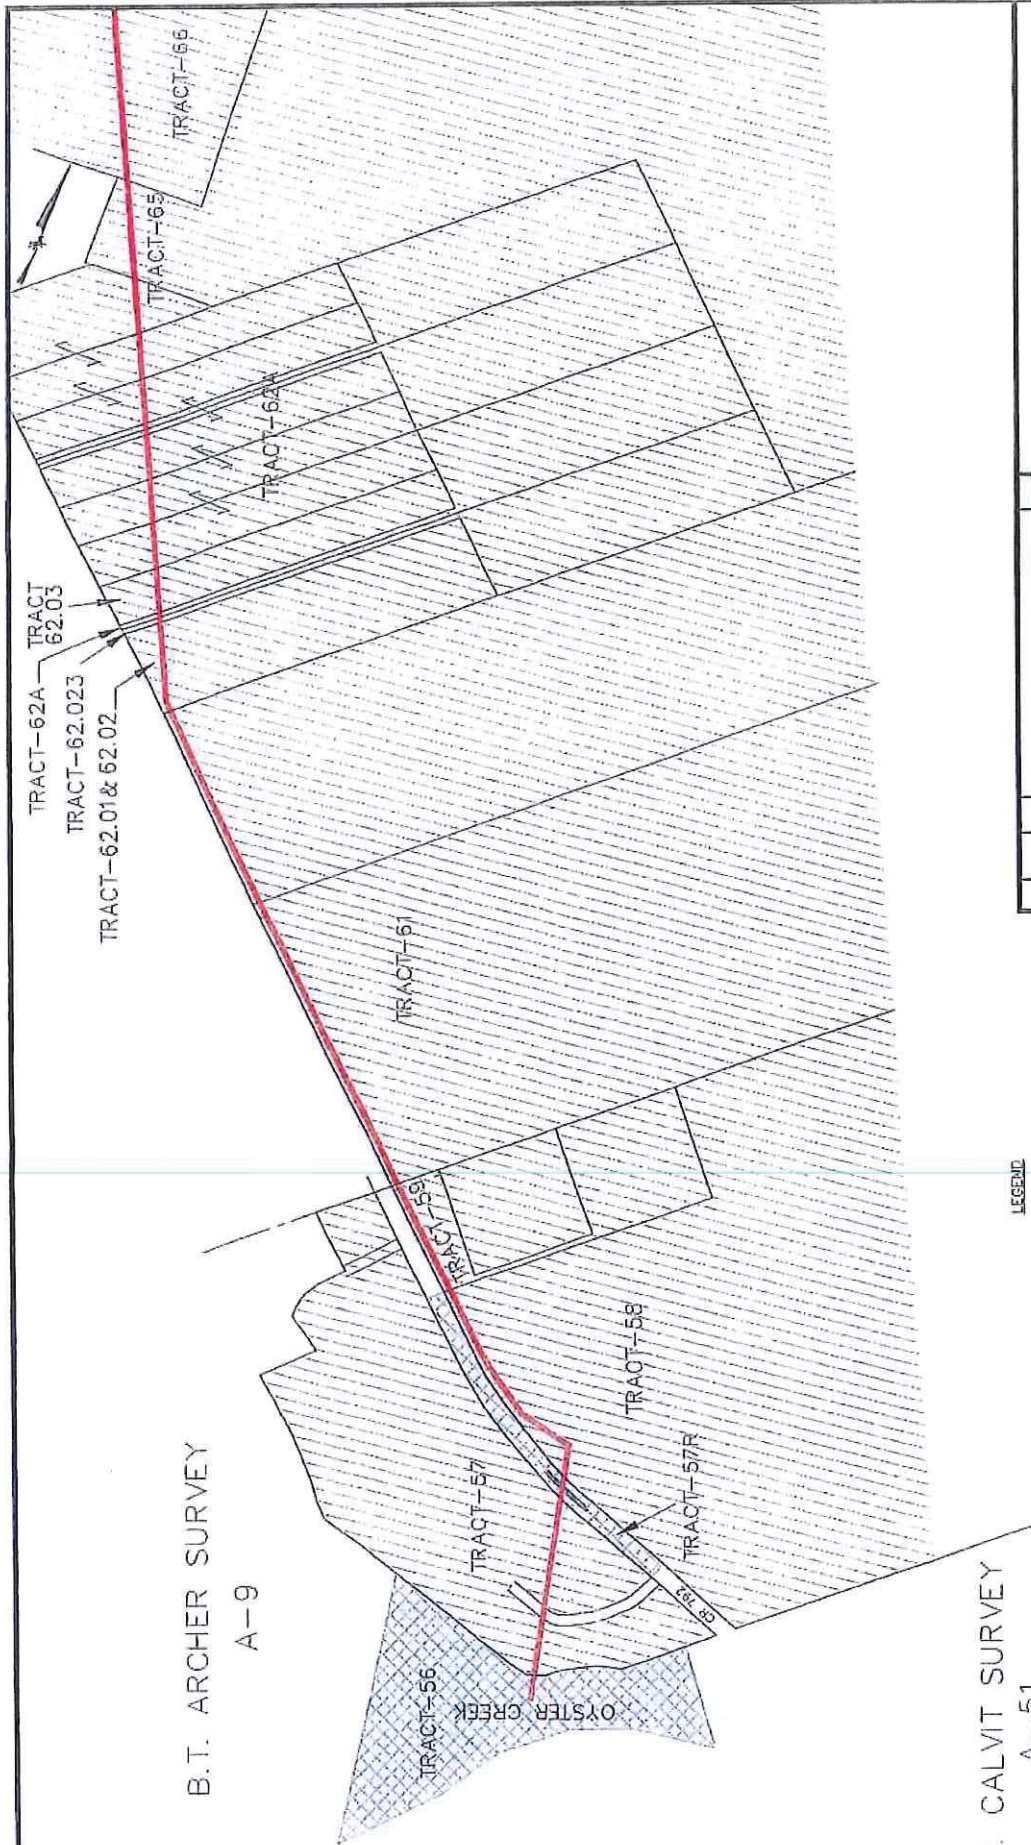 TRACT-66
TRACT-65
TRACT-62A
TRACT-62A
TRACT
62.03
TRACT-62.023
TRACT-62.01 & 62.02
TRACT-61
TRACT-59
TRACT-58
TRACT-57
TRACT-57R
CR 792
TRACT-56
OYSTER CREEK
B.T. ARCHER SURVEY
A-9
CALVIT SURVEY
A-51
LEGEND